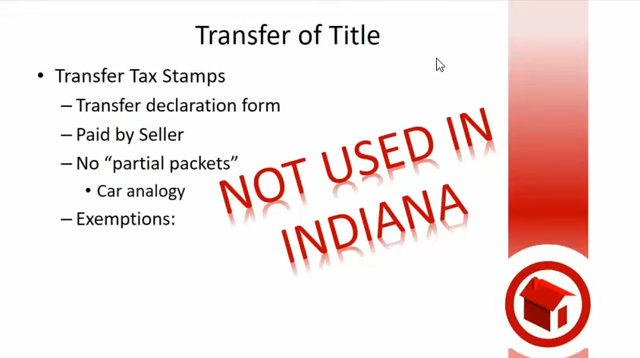 Transfer of Title
• Transfer Tax Stamps
– Transfer declaration form
– Paid by Seller
– No “partial packets”
• Car analogy
– Exemptions:
NOT USED IN
INDIANA